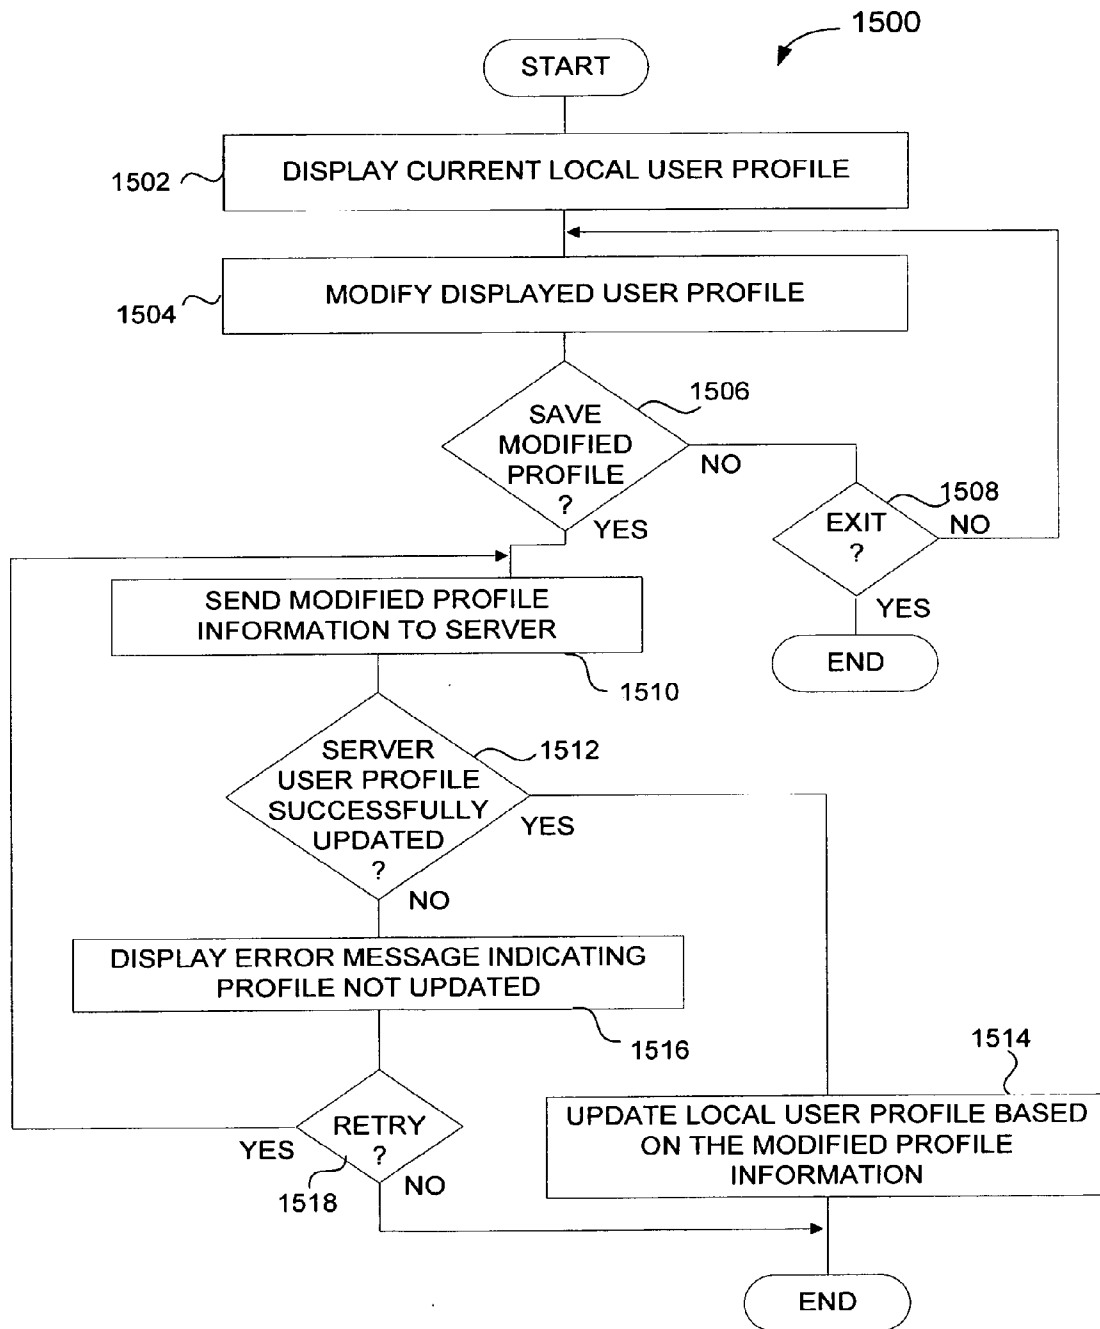 1500
START
1502
DISPLAY CURRENT LOCAL USER PROFILE
1504
MODIFY DISPLAYED USER PROFILE
1506
SAVE
MODIFIED
PROFILE
?
NO
YES
1508
EXIT
?
NO
YES
END
SEND MODIFIED PROFILE
INFORMATION TO SERVER
1510
1512
SERVER
USER PROFILE
SUCCESSFULLY
UPDATED
?
YES
NO
DISPLAY ERROR MESSAGE INDICATING
PROFILE NOT UPDATED
1516
1514
UPDATE LOCAL USER PROFILE BASED
ON THE MODIFIED PROFILE
INFORMATION
RETRY
?
YES
1518
NO
END